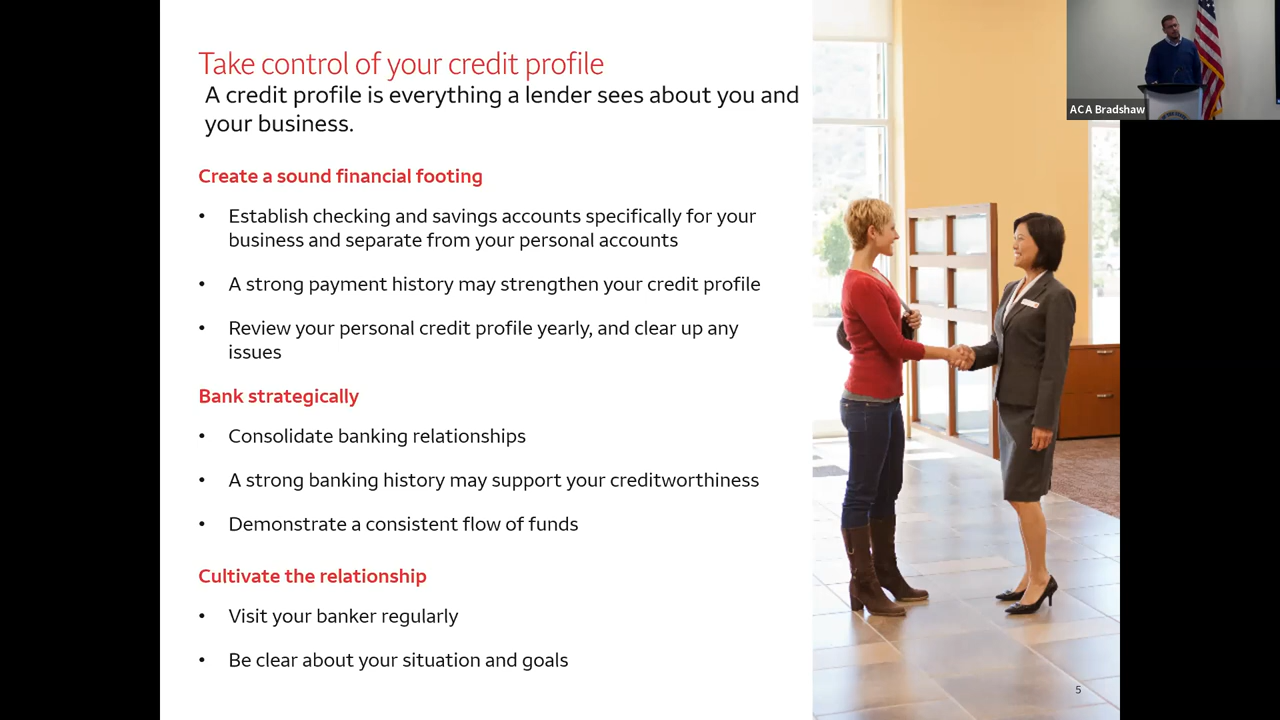 Take control of your credit profile
A credit profile is everything a lender sees about you and
your business.
Create a sound financial footing
• Establish checking and savings accounts specifically for your
business and separate from your personal accounts
• A strong payment history may strengthen your credit profile
• Review your personal credit profile yearly, and clear up any
issues
Bank strategically
• Consolidate banking relationships
• A strong banking history may support your creditworthiness
• Demonstrate a consistent flow of funds
Cultivate the relationship
• Visit your banker regularly
• Be clear about your situation and goals
5
ACA Bradshaw